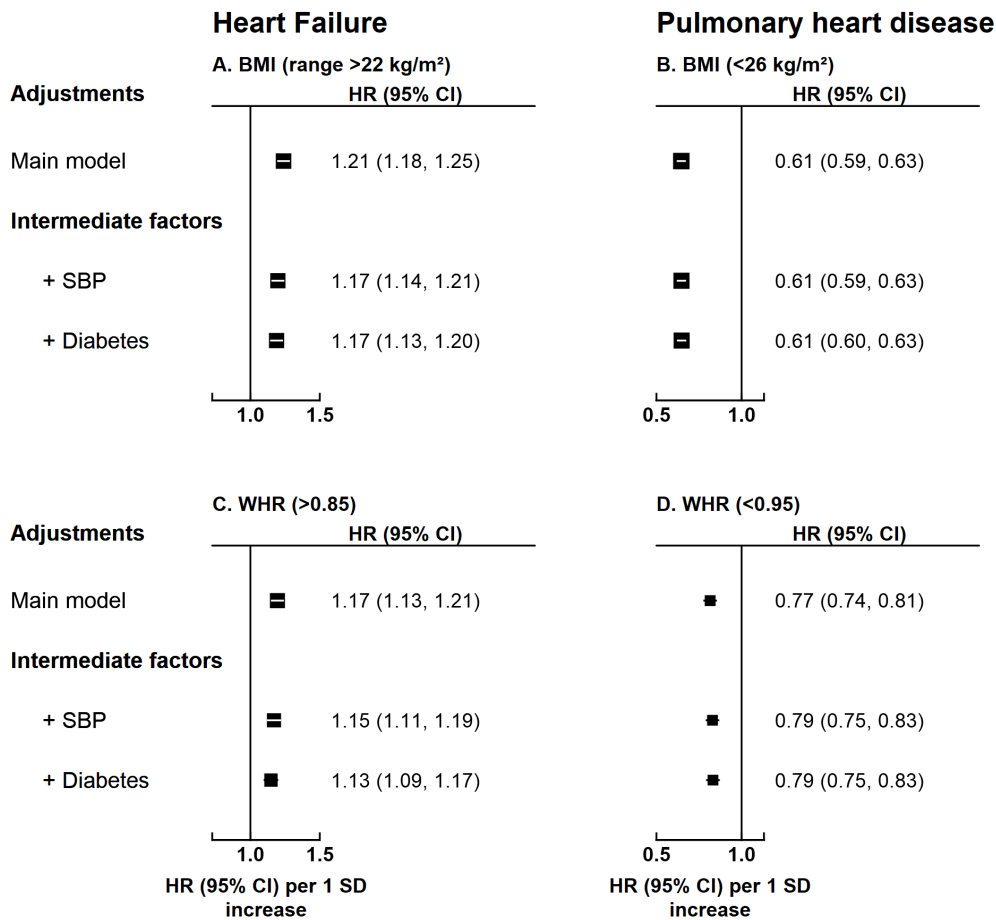 Heart Failure Pulmonary heart disease
A. BMI (range >22 kg/m²) B. BMI (<26 kg/m²)
Adjustments HR (95% CI) HR (95% CI)
Main model 1.21 (1.18, 1.25) 0.61 (0.59, 0.63)
Intermediate factors
+ SBP 1.17 (1.14, 1.21) 0.61 (0.59, 0.63)
+ Diabetes 1.17 (1.13, 1.20) 0.61 (0.60, 0.63)
1.0 1.5 0.5 1.0
C. WHR (>0.85) D. WHR (<0.95)
Adjustments HR (95% CI) HR (95% CI)
Main model 1.17 (1.13, 1.21) 0.77 (0.74, 0.81)
Intermediate factors
+ SBP 1.15 (1.11, 1.19) 0.79 (0.75, 0.83)
+ Diabetes 1.13 (1.09, 1.17) 0.79 (0.75, 0.83)
1.0 1.5 0.5 1.0
HR (95% CI) per 1 SD HR (95% CI) per 1 SD
increase increase